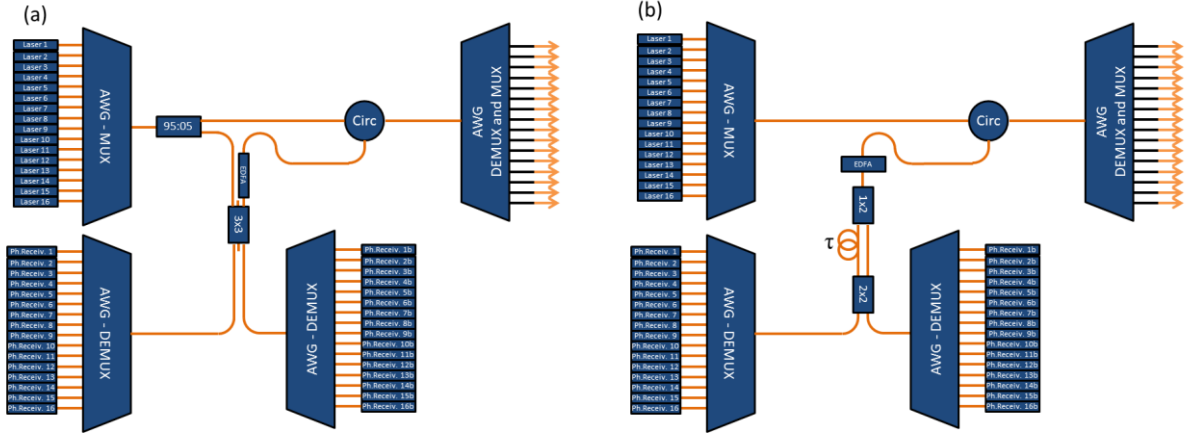 (a)
Laser 1
Laser 2
Laser 3
Laser 4
Laser 5
Laser 6
Laser 7
Laser 8
Laser 9
Laser 10
Laser 11
Laser 12
Laser 13
Laser 14
Laser 15
Laser 16
AWG - MUX
95:05
Circ
AWG
DEMUX and MUX
EDFA
3x3
Ph.Receiv. 1
Ph.Receiv. 2
Ph.Receiv. 3
Ph.Receiv. 4
Ph.Receiv. 5
Ph.Receiv. 6
Ph.Receiv. 7
Ph.Receiv. 8
Ph.Receiv. 9
Ph.Receiv. 10
Ph.Receiv. 11
Ph.Receiv. 12
Ph.Receiv. 13
Ph.Receiv. 14
Ph.Receiv. 15
Ph.Receiv. 16
AWG - DEMUX
AWG - DEMUX
Ph.Receiv. 1b
Ph.Receiv. 2b
Ph.Receiv. 3b
Ph.Receiv. 4b
Ph.Receiv. 5b
Ph.Receiv. 6b
Ph.Receiv. 7b
Ph.Receiv. 8b
Ph.Receiv. 9b
Ph.Receiv. 10b
Ph.Receiv. 11b
Ph.Receiv. 12b
Ph.Receiv. 13b
Ph.Receiv. 14b
Ph.Receiv. 15b
Ph.Receiv. 16b
(b)
Laser 1
Laser 2
Laser 3
Laser 4
Laser 5
Laser 6
Laser 7
Laser 8
Laser 9
Laser 10
Laser 11
Laser 12
Laser 13
Laser 14
Laser 15
Laser 16
AWG - MUX
Circ
AWG
DEMUX and MUX
EDFA
1x2
τ
2x2
Ph.Receiv. 1
Ph.Receiv. 2
Ph.Receiv. 3
Ph.Receiv. 4
Ph.Receiv. 5
Ph.Receiv. 6
Ph.Receiv. 7
Ph.Receiv. 8
Ph.Receiv. 9
Ph.Receiv. 10
Ph.Receiv. 11
Ph.Receiv. 12
Ph.Receiv. 13
Ph.Receiv. 14
Ph.Receiv. 15
Ph.Receiv. 16
AWG - DEMUX
AWG - DEMUX
Ph.Receiv. 1b
Ph.Receiv. 2b
Ph.Receiv. 3b
Ph.Receiv. 4b
Ph.Receiv. 5b
Ph.Receiv. 6b
Ph.Receiv. 7b
Ph.Receiv. 8b
Ph.Receiv. 9b
Ph.Receiv. 10b
Ph.Receiv. 11b
Ph.Receiv. 12b
Ph.Receiv. 13b
Ph.Receiv. 14b
Ph.Receiv. 15b
Ph.Receiv. 16b